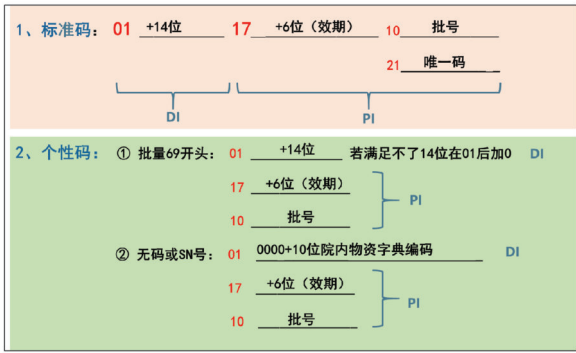 1、标准码：01 +14位 17 +6位（效期） 10 批号
21 唯一码
DI PI
2、个性码： ① 批量69开头： 01 +14位 若满足不了14位在01后加0 DI
17 +6位（效期）
PI
10 批号
② 无码或SN号： 01 0000+10位院内物资字典编码 DI
17 +6位（效期）
PI
10 批号